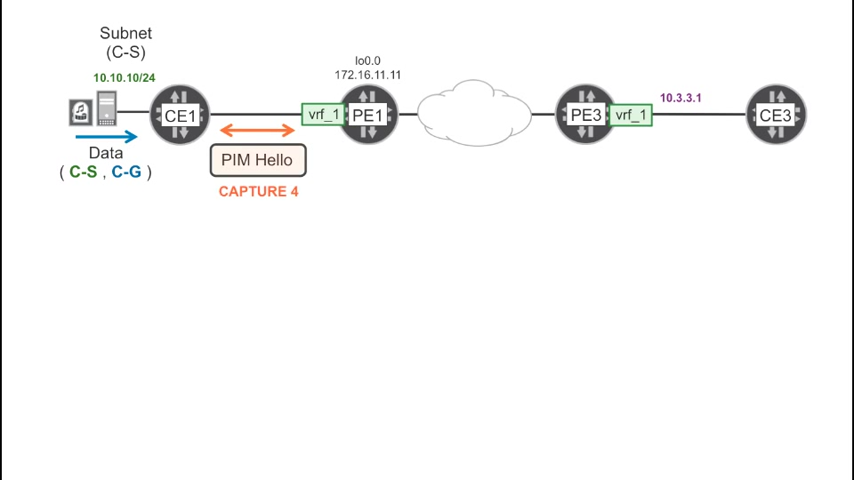 Subnet
(C-S)
10.10.10/24
lo0.0
172.16.11.11
10.3.3.1
CE1
vrf_1
PE1
PE3
vrf_1
CE3
Data
( C-S , C-G )
PIM Hello
CAPTURE 4